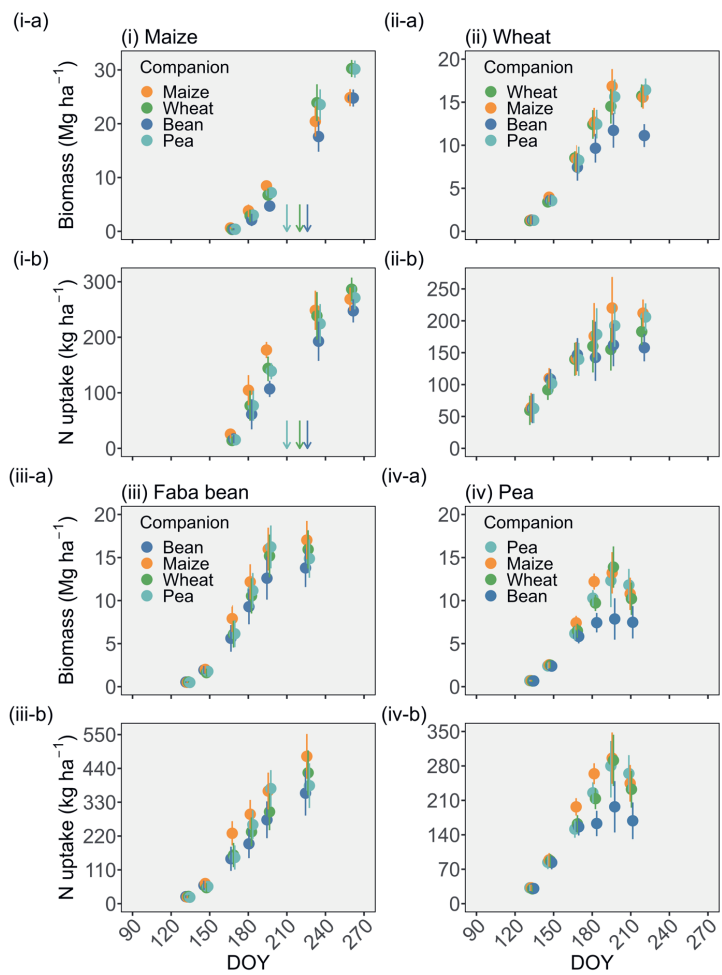 (i-a)
(i) Maize
Biomass (Mg ha⁻¹)
30
20
10
0
Companion
Maize
Wheat
Bean
Pea
(ii-a)
(ii) Wheat
20
15
10
5
0
Companion
Wheat
Maize
Bean
Pea
(i-b)
N uptake (kg ha⁻¹)
300
200
100
0
(ii-b)
250
200
150
100
50
0
(iii-a)
(iii) Faba bean
Biomass (Mg ha⁻¹)
20
15
10
5
0
Companion
Bean
Maize
Wheat
Pea
(iv-a)
(iv) Pea
20
15
10
5
0
Companion
Pea
Maize
Wheat
Bean
(iii-b)
N uptake (kg ha⁻¹)
550
440
330
220
110
0
90
120
150
180
210
240
270
DOY
(iv-b)
350
280
210
140
70
0
90
120
150
180
210
240
270
DOY